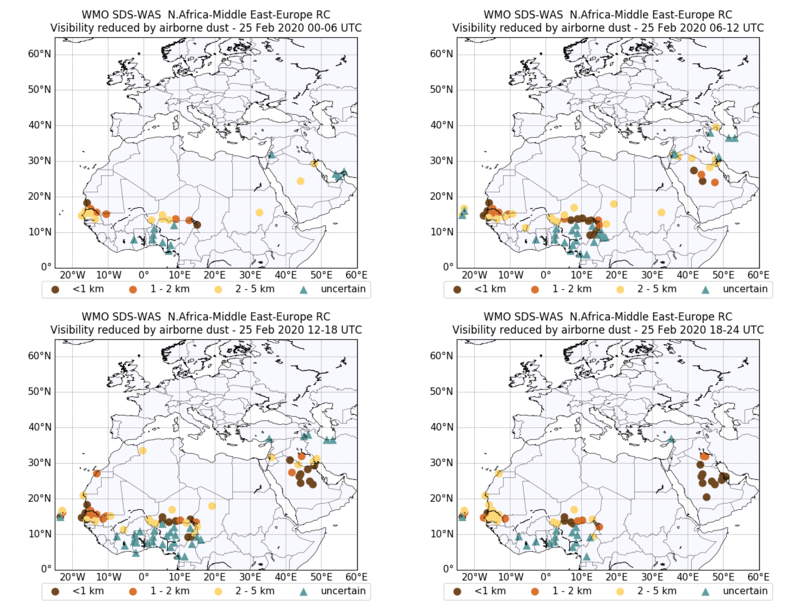 WMO SDS-WAS N.Africa-Middle East-Europe RC
Visibility reduced by airborne dust - 25 Feb 2020 00-06 UTC
60°N
50°N
40°N
30°N
20°N
10°N
0°
20°W 10°W 0° 10°E 20°E 30°E 40°E 50°E 60°E
<1 km 1 - 2 km 2 - 5 km uncertain
WMO SDS-WAS N.Africa-Middle East-Europe RC
Visibility reduced by airborne dust - 25 Feb 2020 06-12 UTC
60°N
50°N
40°N
30°N
20°N
10°N
0°
20°W 10°W 0° 10°E 20°E 30°E 40°E 50°E 60°E
<1 km 1 - 2 km 2 - 5 km uncertain
WMO SDS-WAS N.Africa-Middle East-Europe RC
Visibility reduced by airborne dust - 25 Feb 2020 12-18 UTC
60°N
50°N
40°N
30°N
20°N
10°N
0°
20°W 10°W 0° 10°E 20°E 30°E 40°E 50°E 60°E
<1 km 1 - 2 km 2 - 5 km uncertain
WMO SDS-WAS N.Africa-Middle East-Europe RC
Visibility reduced by airborne dust - 25 Feb 2020 18-24 UTC
60°N
50°N
40°N
30°N
20°N
10°N
0°
20°W 10°W 0° 10°E 20°E 30°E 40°E 50°E 60°E
<1 km 1 - 2 km 2 - 5 km uncertain